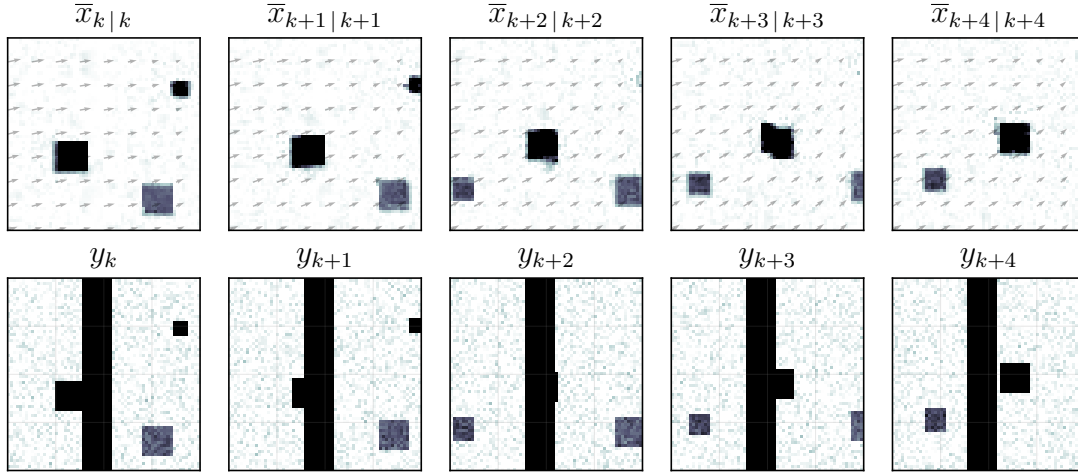 x̅ₖ|ₖ x̅ₖ₊₁|ₖ₊₁ x̅ₖ₊₂|ₖ₊₂ x̅ₖ₊₃|ₖ₊₃ x̅ₖ₊₄|ₖ₊₄
yₖ yₖ₊₁ yₖ₊₂ yₖ₊₃ yₖ₊₄